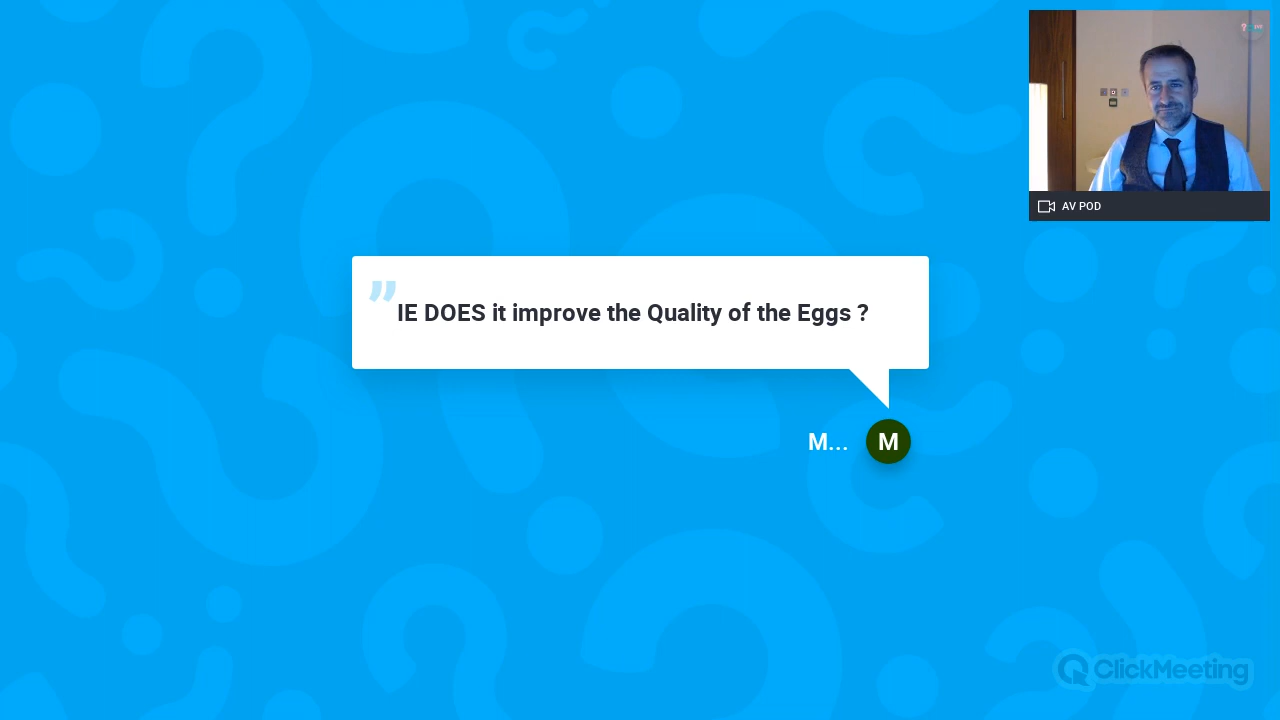 AV POD
IE DOES it improve the Quality of the Eggs ?
M...
M
ClickMeeting